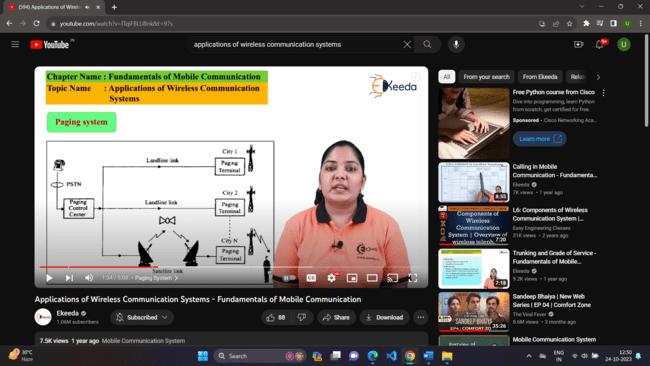 (594) Applications of Wireless C
youtube.com/watch?v=ITqiFBLU8nk&t=97s
YouTube IN
applications of wireless communication systems
9+
U
Chapter Name : Fundamentals of Mobile Communication
Topic Name : Applications of Wireless Communication
Systems
Ekeeda
Paging system
City 1
Landline link
Paging
Terminal
PSTN
City 2
Landline link
Paging
Terminal
Paging
Control
Center
City N
Paging
Terminal
Satellite link
1:34 / 5:08 • Paging System
Applications of Wireless Communication Systems - Fundamentals of Mobile Communication
Ekeeda
1.06M subscribers
Subscribed
88
Share
Download
7.5K views 1 year ago Mobile Communication
All
From your search
From Ekeeda
Relat
Free Python course from Cisco
Dive into programming, learn Python
from scratch, get certified for free.
Sponsored • Cisco Networking Aca...
Learn more
Calling in Mobile
Communication - Fundamenta...
Ekeeda
7K views • 1 year ago
8:55
L6: Components of Wireless
Communication System | ...
Easy Engineering Classes
31K views • 2 years ago
Components of
Wireless
Communication
System | Overview of
7:20
Trunking and Grade of Service -
Fundamentals of Mobile...
Ekeeda
9.2K views • 1 year ago
7:18
Sandeep Bhaiya | New Web
Series | EP 04 | Comfort Zone
The Viral Fever
8.6M views • 3 months ago
SANDEEP BHAIYA
35:26
Mobile Communication System
30°C
Haze
Search
ENG
IN
12:50
24-10-2023